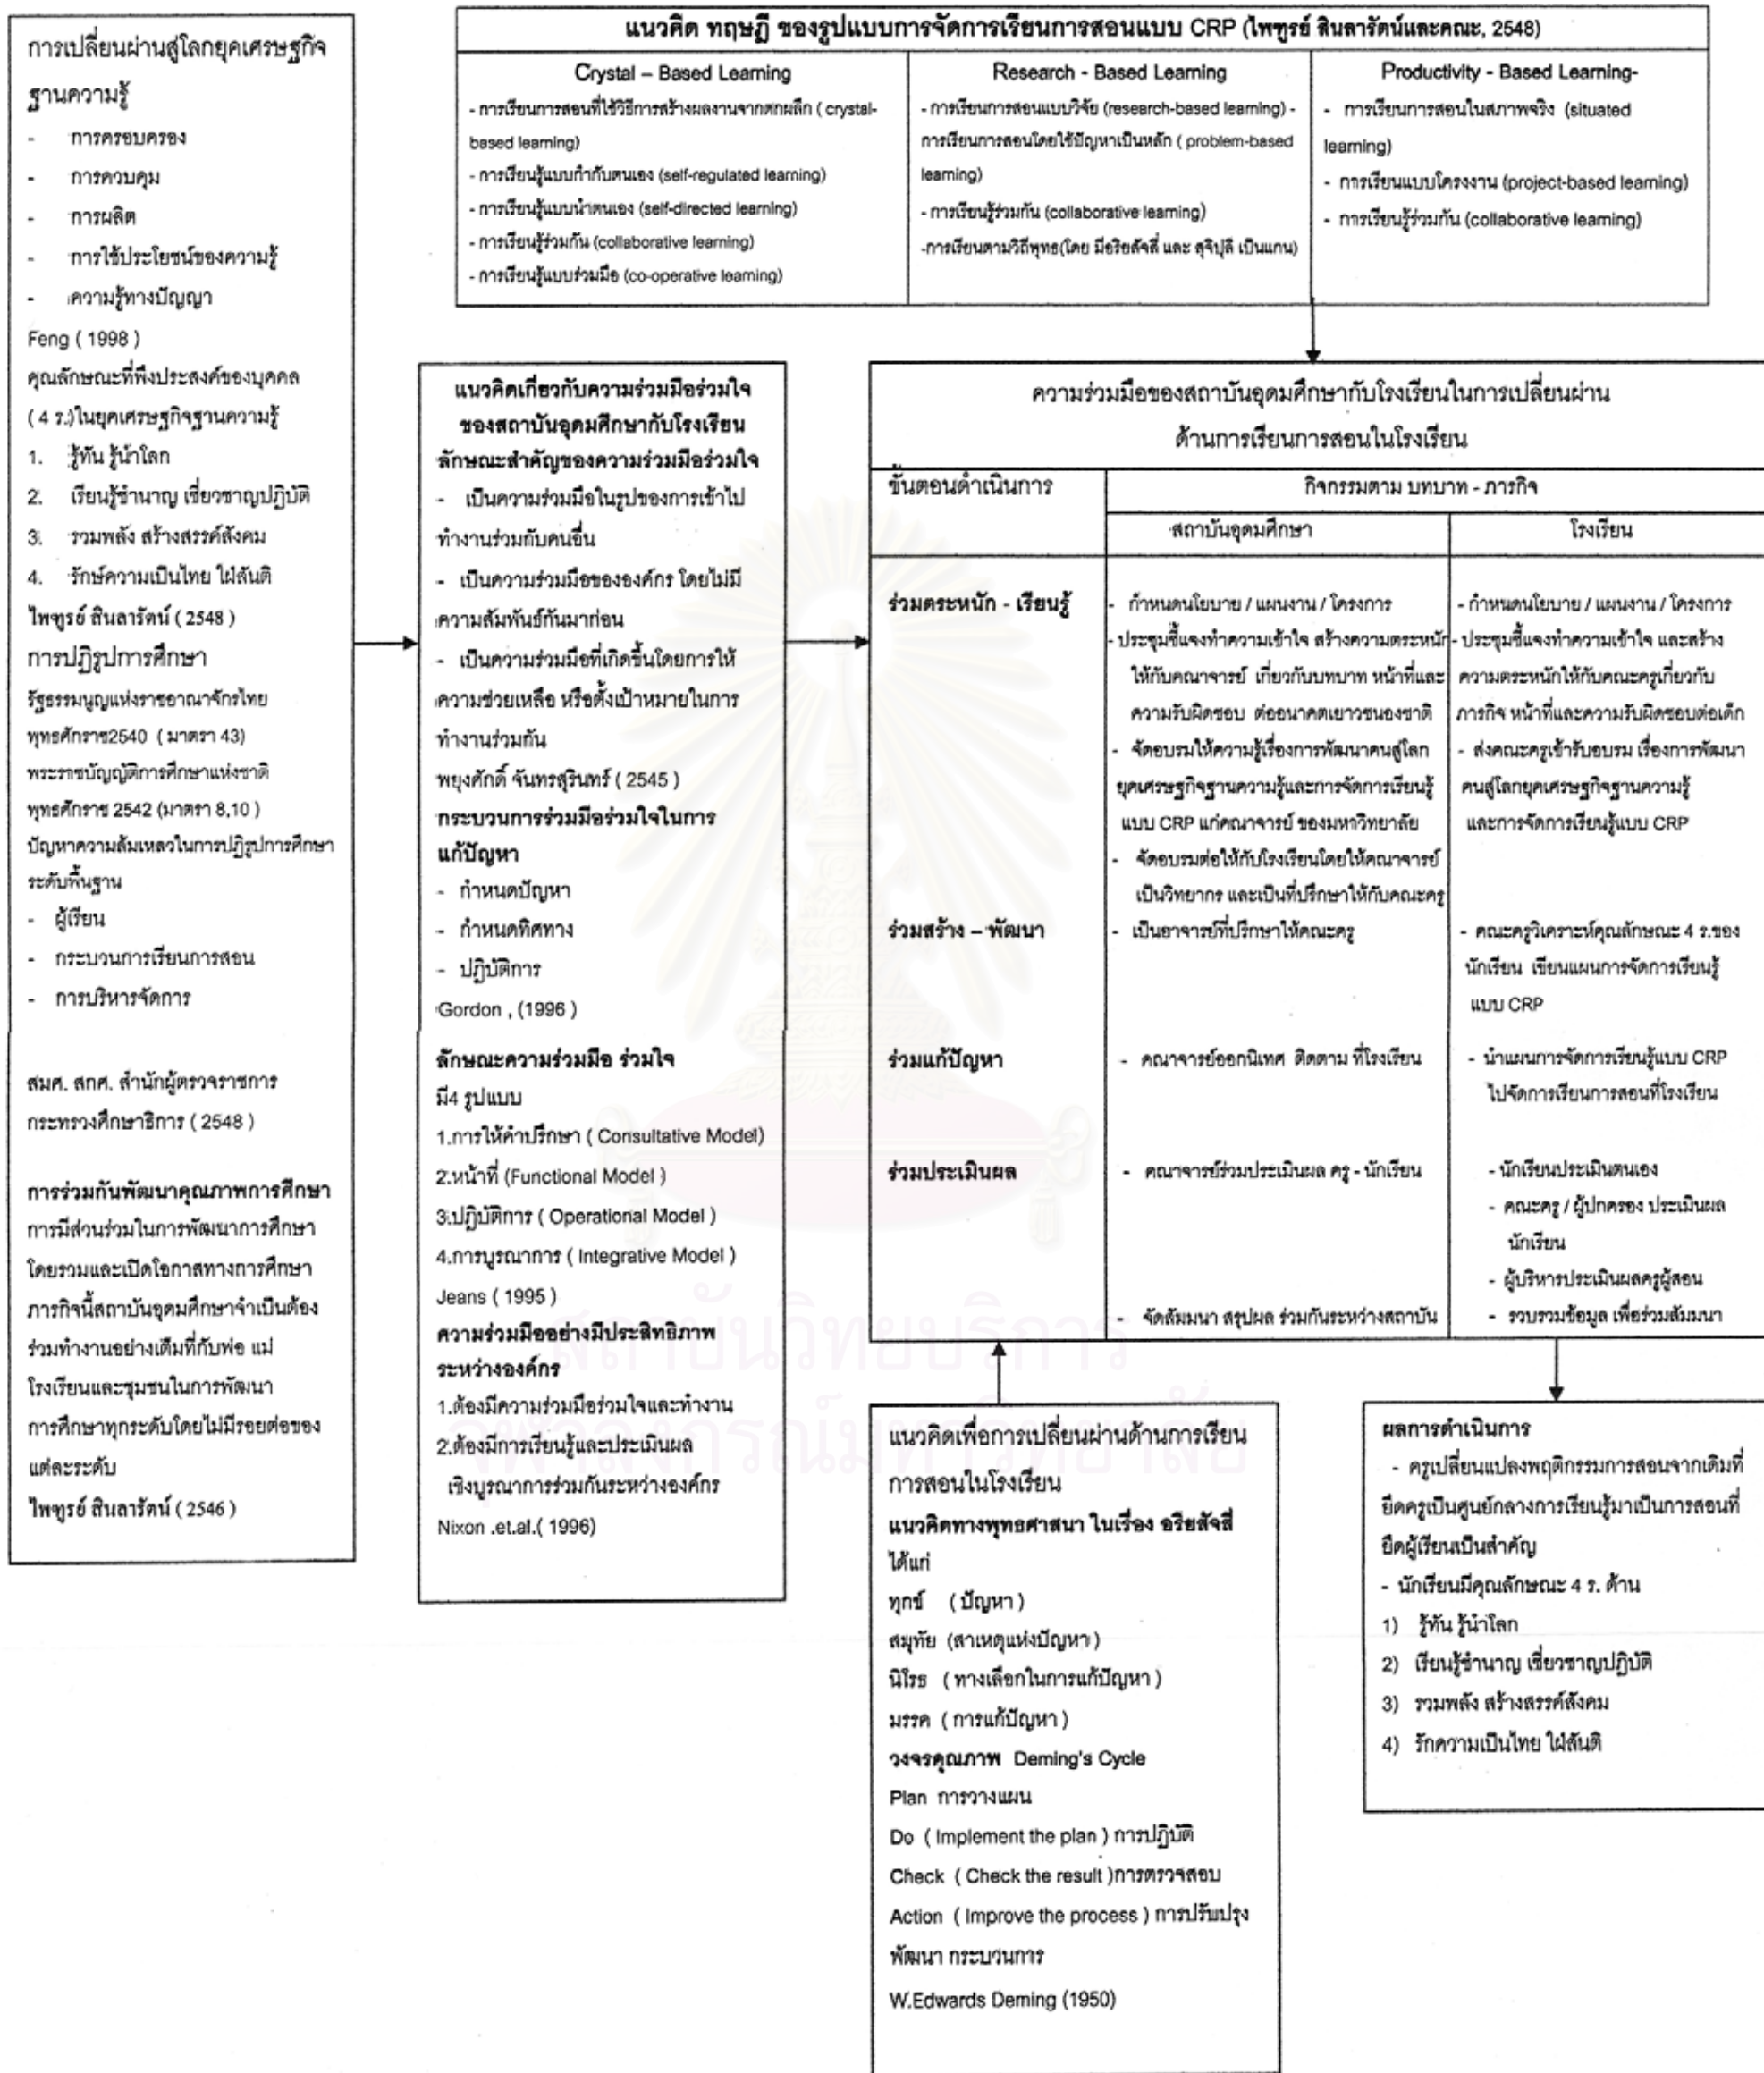 การเปลี่ยนผ่านสู่โลกยุคเศรษฐกิจ
ฐานความรู้
- การครอบครอง
- การควบคุม
- การผลิต
- การใช้ประโยชน์ของความรู้
- ความรู้ทางปัญญา
Feng ( 1998 )
คุณลักษณะที่พึงประสงค์ของบุคคล
( 4 ร.)ในยุคเศรษฐกิจฐานความรู้
1. รู้ทัน รู้นำโลก
2. เรียนรู้ชำนาญ เชี่ยวชาญปฏิบัติ
3. รวมพลัง สร้างสรรค์สังคม
4. รักษ์ความเป็นไทย ใฝ่สันติ
ไพฑูรย์ สินลารัตน์ ( 2548 )
การปฏิรูปการศึกษา
รัฐธรรมนูญแห่งราชอาณาจักรไทย
พุทธศักราช2540 ( มาตรา 43)
พระราชบัญญัติการศึกษาแห่งชาติ
พุทธศักราช 2542 (มาตรา 8,10 )
ปัญหาความล้มเหลวในการปฏิรูปการศึกษา
ระดับพื้นฐาน
- ผู้เรียน
- กระบวนการเรียนการสอน
- การบริหารจัดการ
สมศ. สกศ. สำนักผู้ตรวจราชการ
กระทรวงศึกษาธิการ ( 2548 )
การร่วมกันพัฒนาคุณภาพการศึกษา
การมีส่วนร่วมในการพัฒนาการศึกษา
โดยรวมและเปิดโอกาสทางการศึกษา
ภารกิจนี้สถาบันอุดมศึกษาจำเป็นต้อง
ร่วมทำงานอย่างเต็มที่กับพ่อ แม่
โรงเรียนและชุมชนในการพัฒนา
การศึกษาทุกระดับโดยไม่มีรอยต่อของ
แต่ละระดับ
ไพฑูรย์ สินลารัตน์ ( 2546 )
แนวคิด ทฤษฎี ของรูปแบบการจัดการเรียนการสอนแบบ CRP (ไพฑูรย์ สินลารัตน์และคณะ, 2548)
Crystal – Based Learning
- การเรียนการสอนที่ใช้วิธีการสร้างผลงานจากตกผลึก ( crystal-
based learning)
- การเรียนรู้แบบกำกับตนเอง (self-regulated learning)
- การเรียนรู้แบบนำตนเอง (self-directed learning)
- การเรียนรู้ร่วมกัน (collaborative learning)
- การเรียนรู้แบบร่วมมือ (co-operative learning)
Research - Based Learning
- การเรียนการสอนแบบวิจัย (research-based learning) -
การเรียนการสอนโดยใช้ปัญหาเป็นหลัก ( problem-based
learning)
- การเรียนรู้ร่วมกัน (collaborative learning)
-การเรียนตามวิถีพุทธ(โดย มีอริยสัจสี่ และ สุจิปุลิ เป็นแกน)
Productivity - Based Learning-
- การเรียนการสอนในสภาพจริง (situated
learning)
- การเรียนแบบโครงงาน (project-based learning)
- การเรียนรู้ร่วมกัน (collaborative learning)
แนวคิดเกี่ยวกับความร่วมมือร่วมใจ
ของสถาบันอุดมศึกษากับโรงเรียน
ลักษณะสำคัญของความร่วมมือร่วมใจ
- เป็นความร่วมมือในรูปของการเข้าไป
ทำงานร่วมกับคนอื่น
- เป็นความร่วมมือขององค์กร โดยไม่มี
ความสัมพันธ์กันมาก่อน
- เป็นความร่วมมือที่เกิดขึ้นโดยการให้
ความช่วยเหลือ หรือตั้งเป้าหมายในการ
ทำงานร่วมกัน
พยุงศักดิ์ จันทรสุรินทร์ ( 2545 )
กระบวนการร่วมมือร่วมใจในการ
แก้ปัญหา
- กำหนดปัญหา
- กำหนดทิศทาง
- ปฏิบัติการ
Gordon , (1996 )
ลักษณะความร่วมมือ ร่วมใจ
มี4 รูปแบบ
1.การให้คำปรึกษา ( Consultative Model)
2.หน้าที่ (Functional Model )
3.ปฏิบัติการ ( Operational Model )
4.การบูรณาการ ( Integrative Model )
Jeans ( 1995 )
ความร่วมมืออย่างมีประสิทธิภาพ
ระหว่างองค์กร
1.ต้องมีความร่วมมือร่วมใจและทำงาน
2.ต้องมีการเรียนรู้และประเมินผล
เชิงบูรณาการร่วมกันระหว่างองค์กร
Nixon .et.al.( 1996)
ความร่วมมือของสถาบันอุดมศึกษากับโรงเรียนในการเปลี่ยนผ่าน
ด้านการเรียนการสอนในโรงเรียน
ขั้นตอนดำเนินการ
กิจกรรมตาม บทบาท - ภารกิจ
สถาบันอุดมศึกษา
โรงเรียน
ร่วมตระหนัก - เรียนรู้
- กำหนดนโยบาย / แผนงาน / โครงการ
- ประชุมชี้แจงทำความเข้าใจ สร้างความตระหนัก
ให้กับคณาจารย์ เกี่ยวกับบทบาท หน้าที่และ
ความรับผิดชอบ ต่ออนาคตเยาวชนของชาติ
- จัดอบรมให้ความรู้เรื่องการพัฒนาคนสู่โลก
ยุคเศรษฐกิจฐานความรู้และการจัดการเรียนรู้
แบบ CRP แก่คณาจารย์ ของมหาวิทยาลัย
- จัดอบรมต่อให้กับโรงเรียนโดยให้คณาจารย์
เป็นวิทยากร และเป็นที่ปรึกษาให้กับคณะครู
- กำหนดนโยบาย / แผนงาน / โครงการ
- ประชุมชี้แจงทำความเข้าใจ และสร้าง
ความตระหนักให้กับคณะครูเกี่ยวกับ
ภารกิจ หน้าที่และความรับผิดชอบต่อเด็ก
- ส่งคณะครูเข้ารับอบรม เรื่องการพัฒนา
คนสู่โลกยุคเศรษฐกิจฐานความรู้
และการจัดการเรียนรู้แบบ CRP
ร่วมสร้าง – พัฒนา
- เป็นอาจารย์ที่ปรึกษาให้คณะครู
- คณะครูวิเคราะห์คุณลักษณะ 4 ร.ของ
นักเรียน เขียนแผนการจัดการเรียนรู้
แบบ CRP
ร่วมแก้ปัญหา
- คณาจารย์ออกนิเทศ ติดตาม ที่โรงเรียน
- นำแผนการจัดการเรียนรู้แบบ CRP
ไปจัดการเรียนการสอนที่โรงเรียน
ร่วมประเมินผล
- คณาจารย์ร่วมประเมินผล ครู - นักเรียน
- จัดสัมมนา สรุปผล ร่วมกันระหว่างสถาบัน
- นักเรียนประเมินตนเอง
- คณะครู / ผู้ปกครอง ประเมินผล
นักเรียน
- ผู้บริหารประเมินผลครูผู้สอน
- รวบรวมข้อมูล เพื่อร่วมสัมมนา
สถาบันวิทยบริการ
จุฬาลงกรณ์มหาวิทยาลัย
แนวคิดเพื่อการเปลี่ยนผ่านด้านการเรียน
การสอนในโรงเรียน
แนวคิดทางพุทธศาสนา ในเรื่อง อริยสัจสี่
ได้แก่
ทุกข์ ( ปัญหา )
สมุทัย (สาเหตุแห่งปัญหา )
นิโรธ ( ทางเลือกในการแก้ปัญหา )
มรรค ( การแก้ปัญหา )
วงจรคุณภาพ Deming's Cycle
Plan การวางแผน
Do ( Implement the plan ) การปฏิบัติ
Check ( Check the result )การตรวจสอบ
Action ( Improve the process ) การปรับปรุง
พัฒนา กระบวนการ
W.Edwards Deming (1950)
ผลการดำเนินการ
- ครูเปลี่ยนแปลงพฤติกรรมการสอนจากเดิมที่
ยึดครูเป็นศูนย์กลางการเรียนรู้มาเป็นการสอนที่
ยึดผู้เรียนเป็นสำคัญ
- นักเรียนมีคุณลักษณะ 4 ร. ด้าน
1) รู้ทัน รู้นำโลก
2) เรียนรู้ชำนาญ เชี่ยวชาญปฏิบัติ
3) รวมพลัง สร้างสรรค์สังคม
4) รักความเป็นไทย ใฝ่สันติ